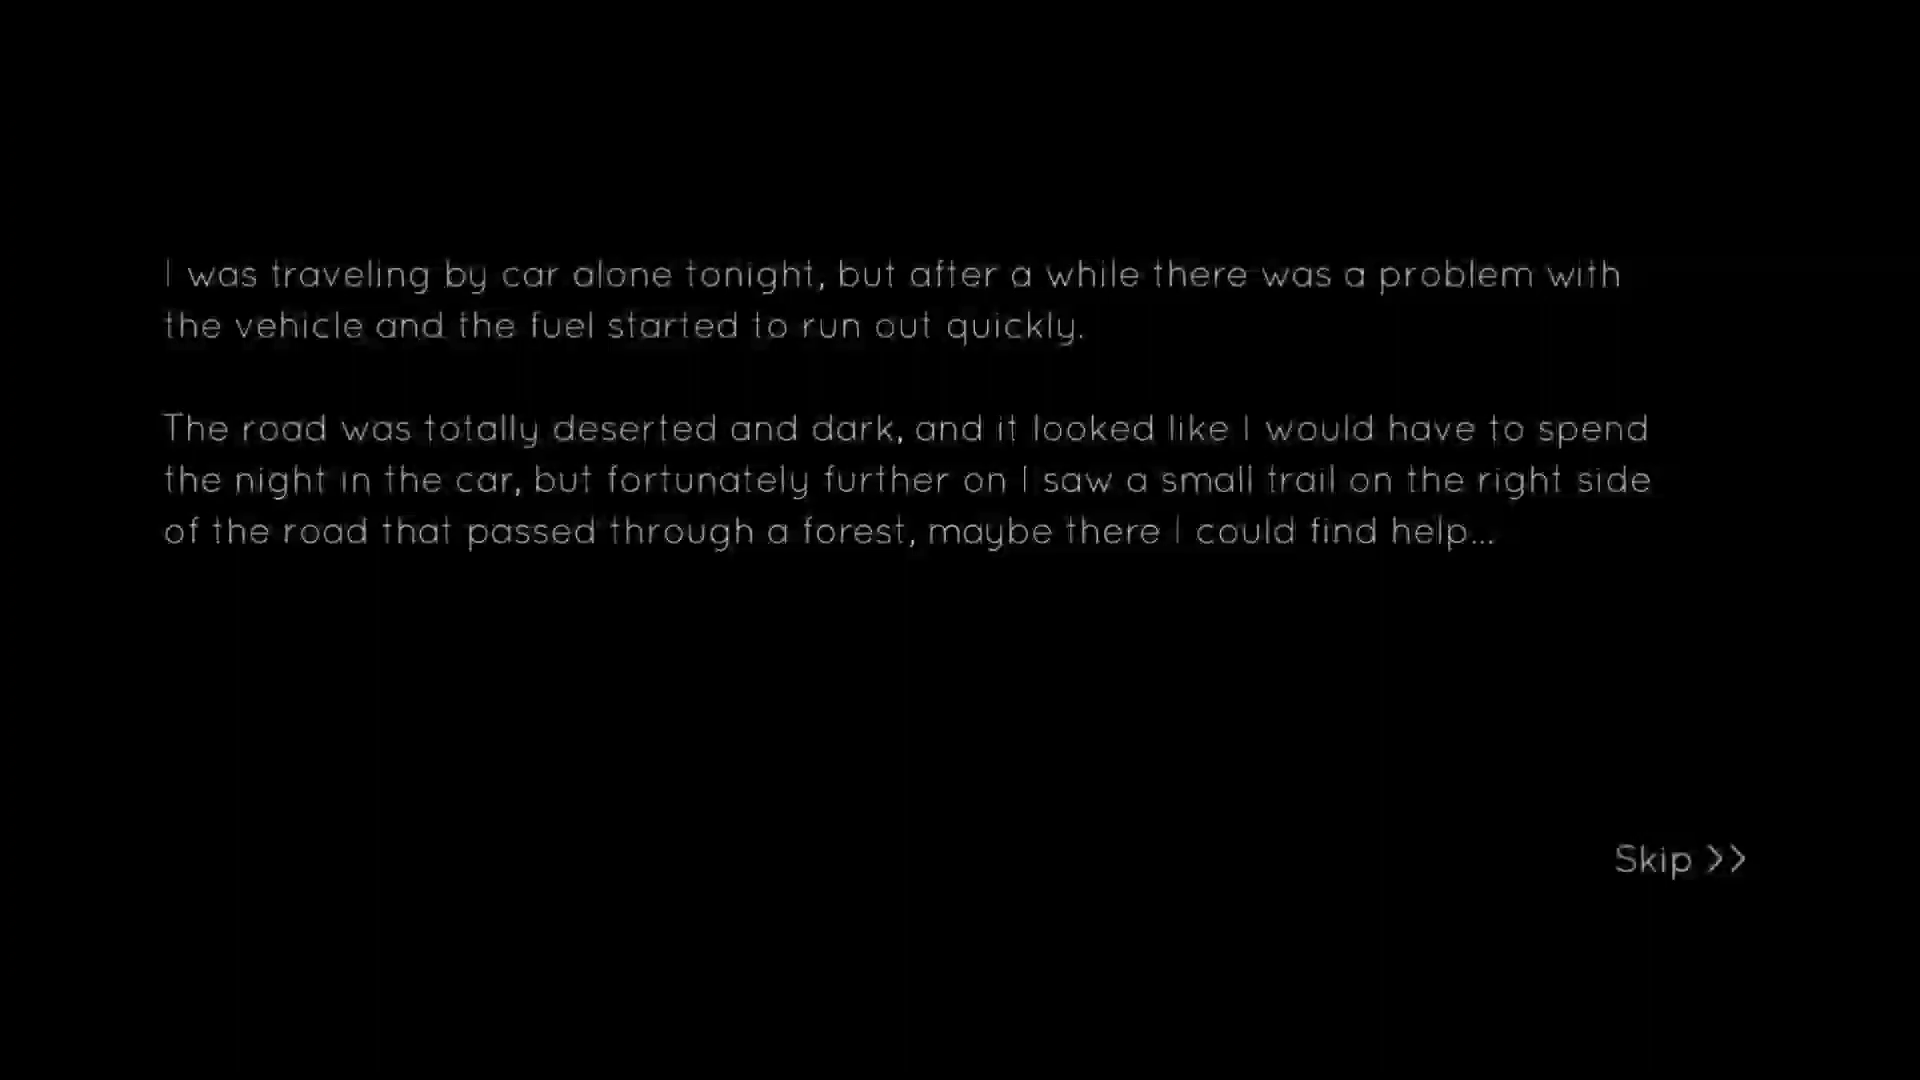 I was traveling by car alone tonight, but after a while there was a problem with
the vehicle and the fuel started to run out quickly.
The road was totally deserted and dark, and it looked like I would have to spend
the night in the car, but fortunately further on I saw a small trail on the right side
of the road that passed through a forest, maybe there I could find help...
Skip >>